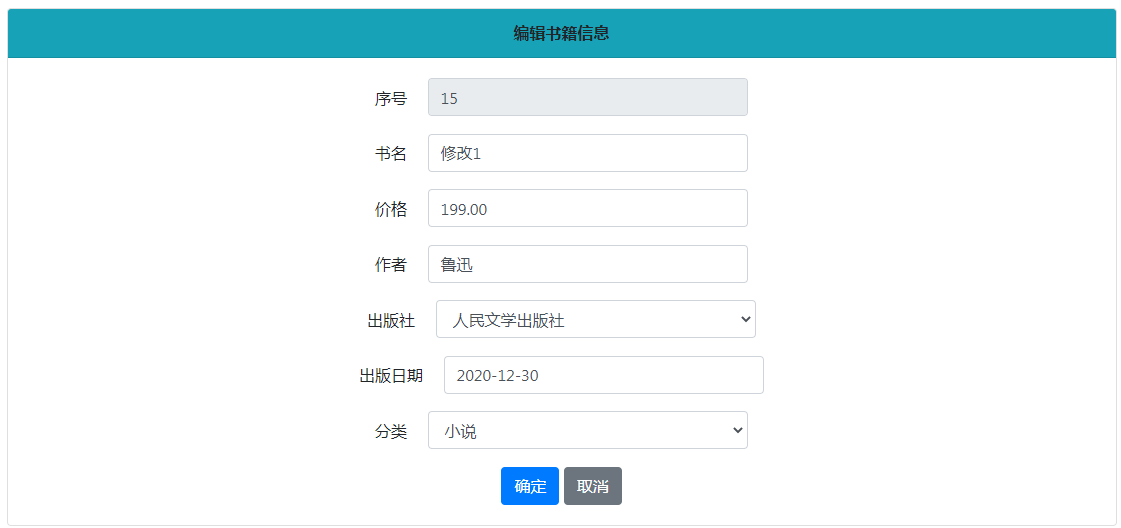 编辑书籍信息
序号 15
书名 修改1
价格 199.00
作者 鲁迅
出版社 人民文学出版社
出版日期 2020-12-30
分类 小说
确定 取消